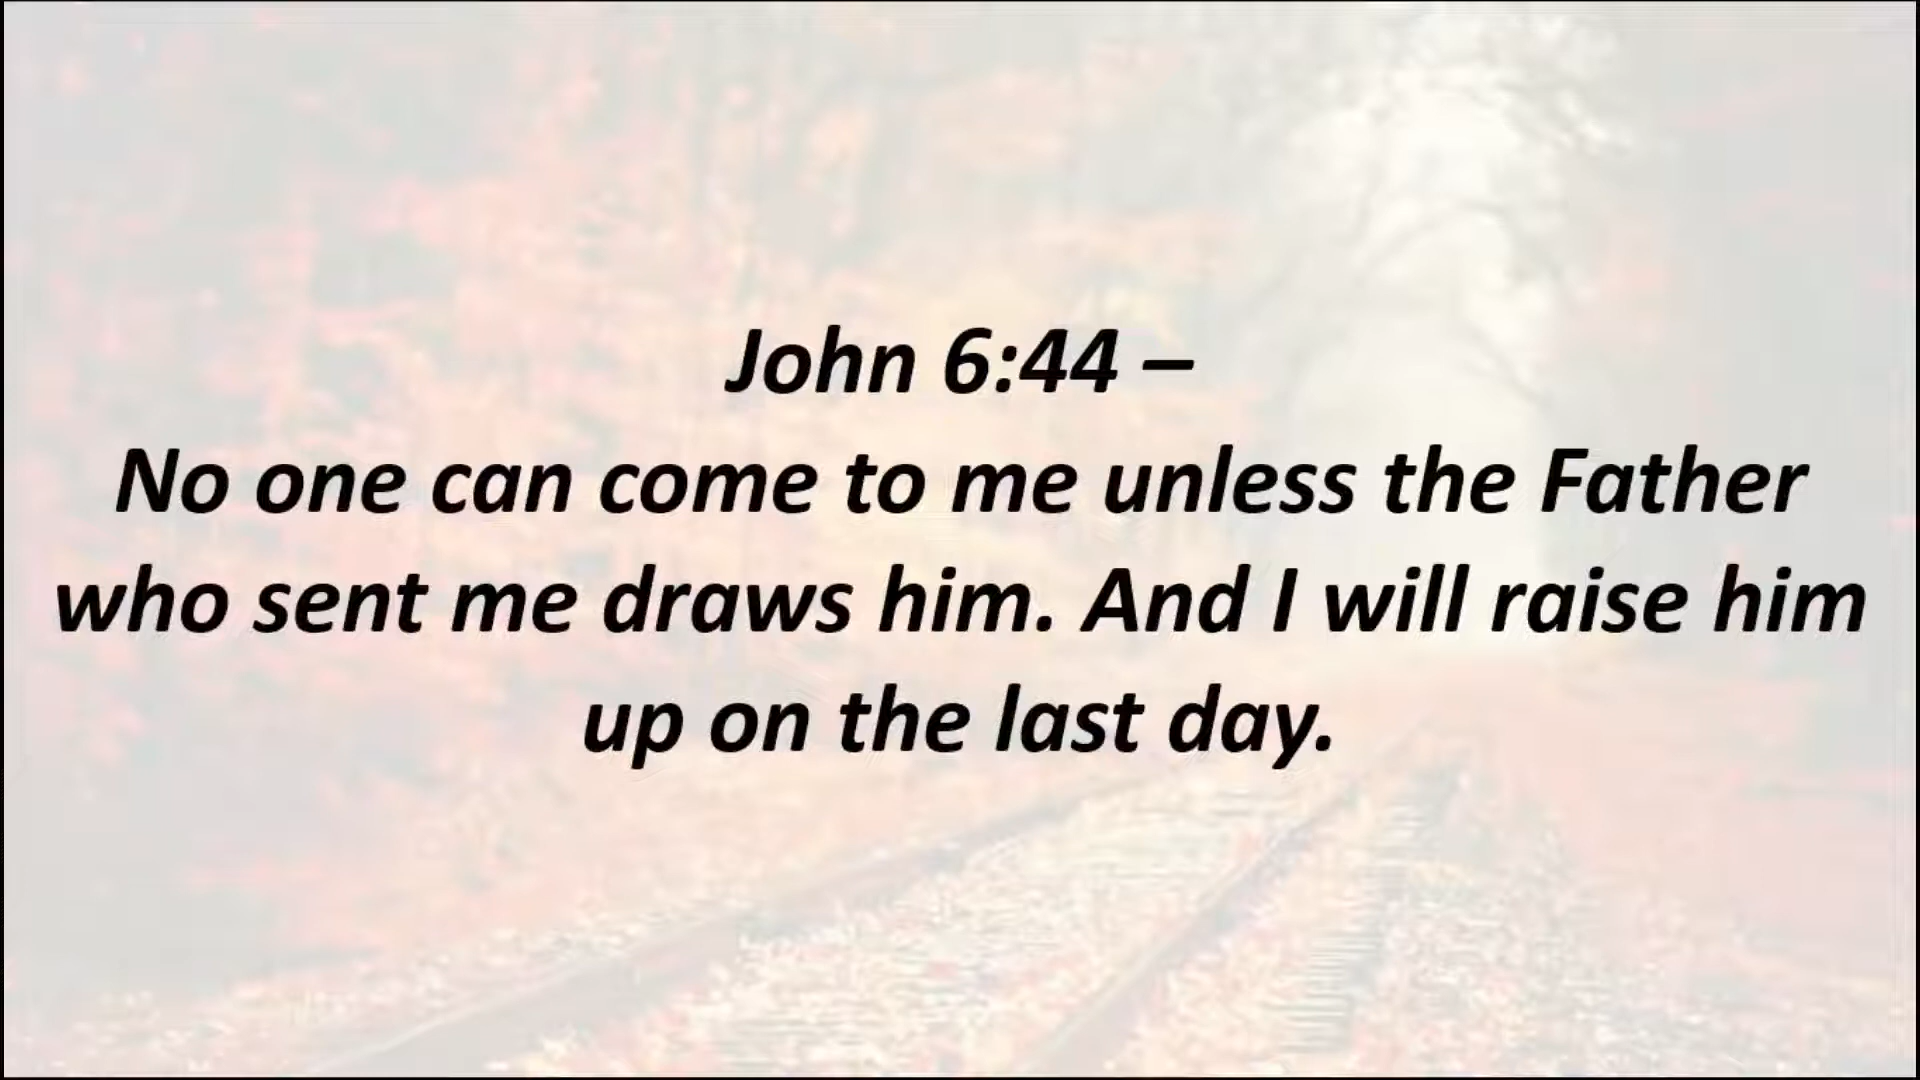 John 6:44 –
No one can come to me unless the Father
who sent me draws him. And I will raise him
up on the last day.